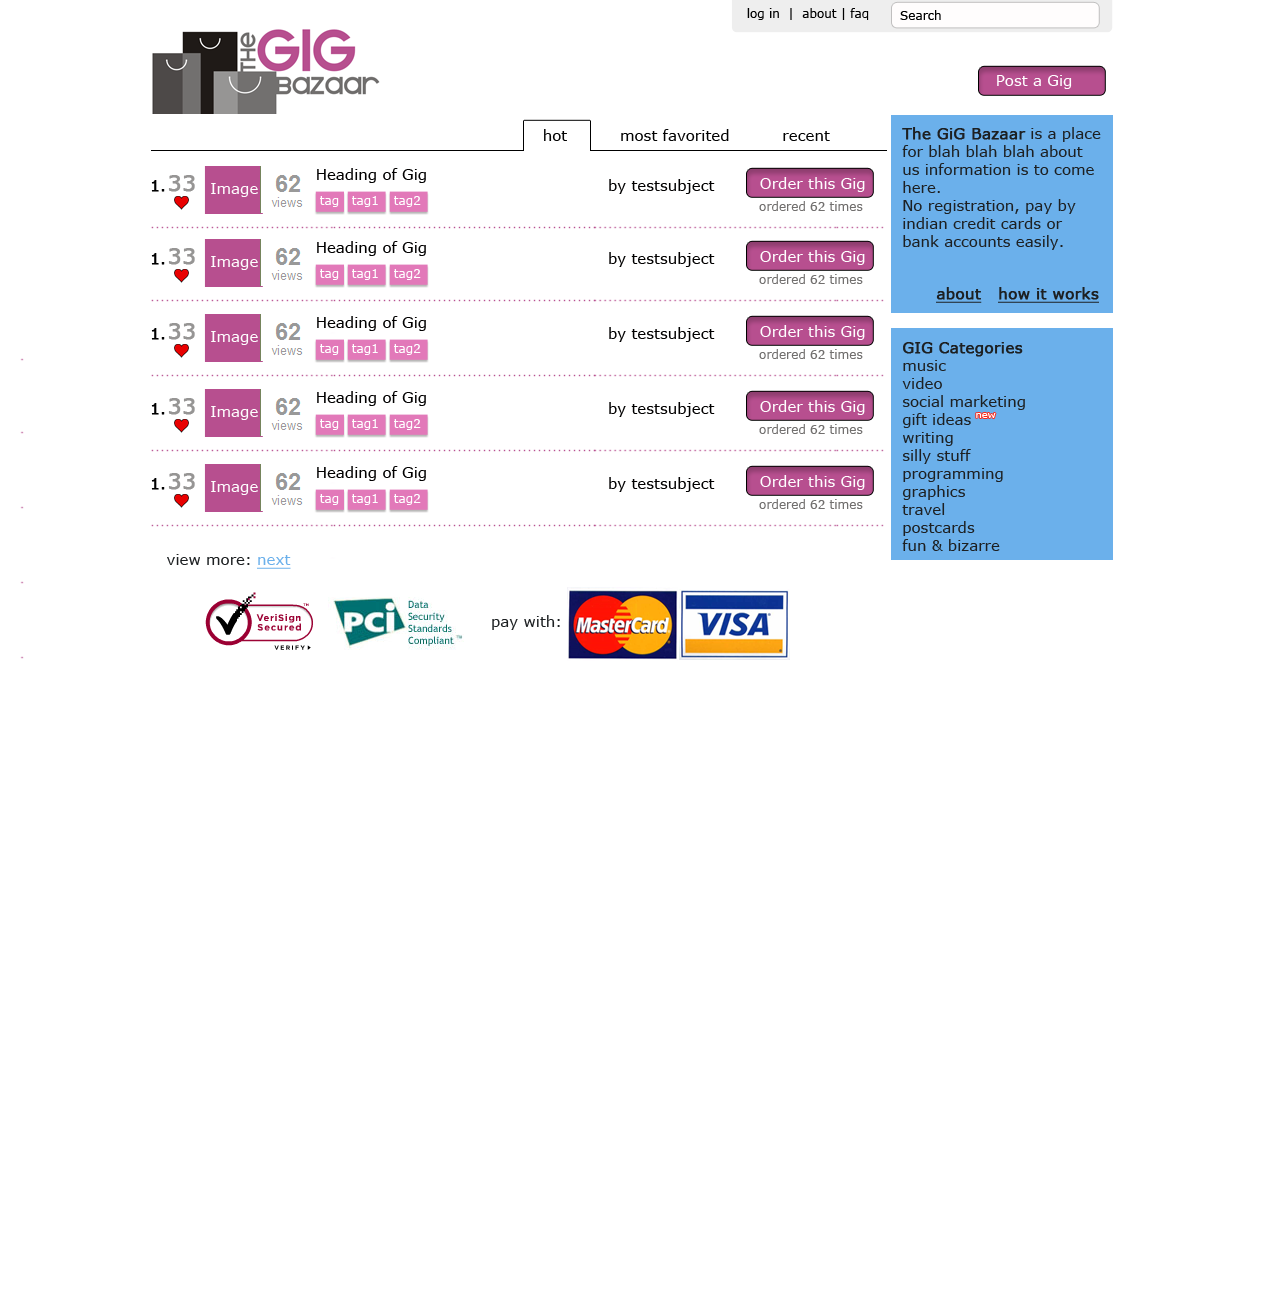 log in | about | faq
Search
THE GIG
Bazaar
Post a Gig
hot most favorited recent
1. 33 Image 62 views Heading of Gig
tag tag1 tag2
by testsubject
Order this Gig
ordered 62 times
1. 33 Image 62 views Heading of Gig
tag tag1 tag2
by testsubject
Order this Gig
ordered 62 times
1. 33 Image 62 views Heading of Gig
tag tag1 tag2
by testsubject
Order this Gig
ordered 62 times
1. 33 Image 62 views Heading of Gig
tag tag1 tag2
by testsubject
Order this Gig
ordered 62 times
1. 33 Image 62 views Heading of Gig
tag tag1 tag2
by testsubject
Order this Gig
ordered 62 times
view more: next
The GiG Bazaar is a place
for blah blah blah about
us information is to come
here.
No registration, pay by
indian credit cards or
bank accounts easily.
about how it works
GIG Categories
music
video
social marketing
gift ideas new
writing
silly stuff
programming
graphics
travel
postcards
fun & bizarre
VeriSign
Secured
VERIFY
™
PCi
Data
Security
Standards
Compliant ™
pay with:
MasterCard
VISA